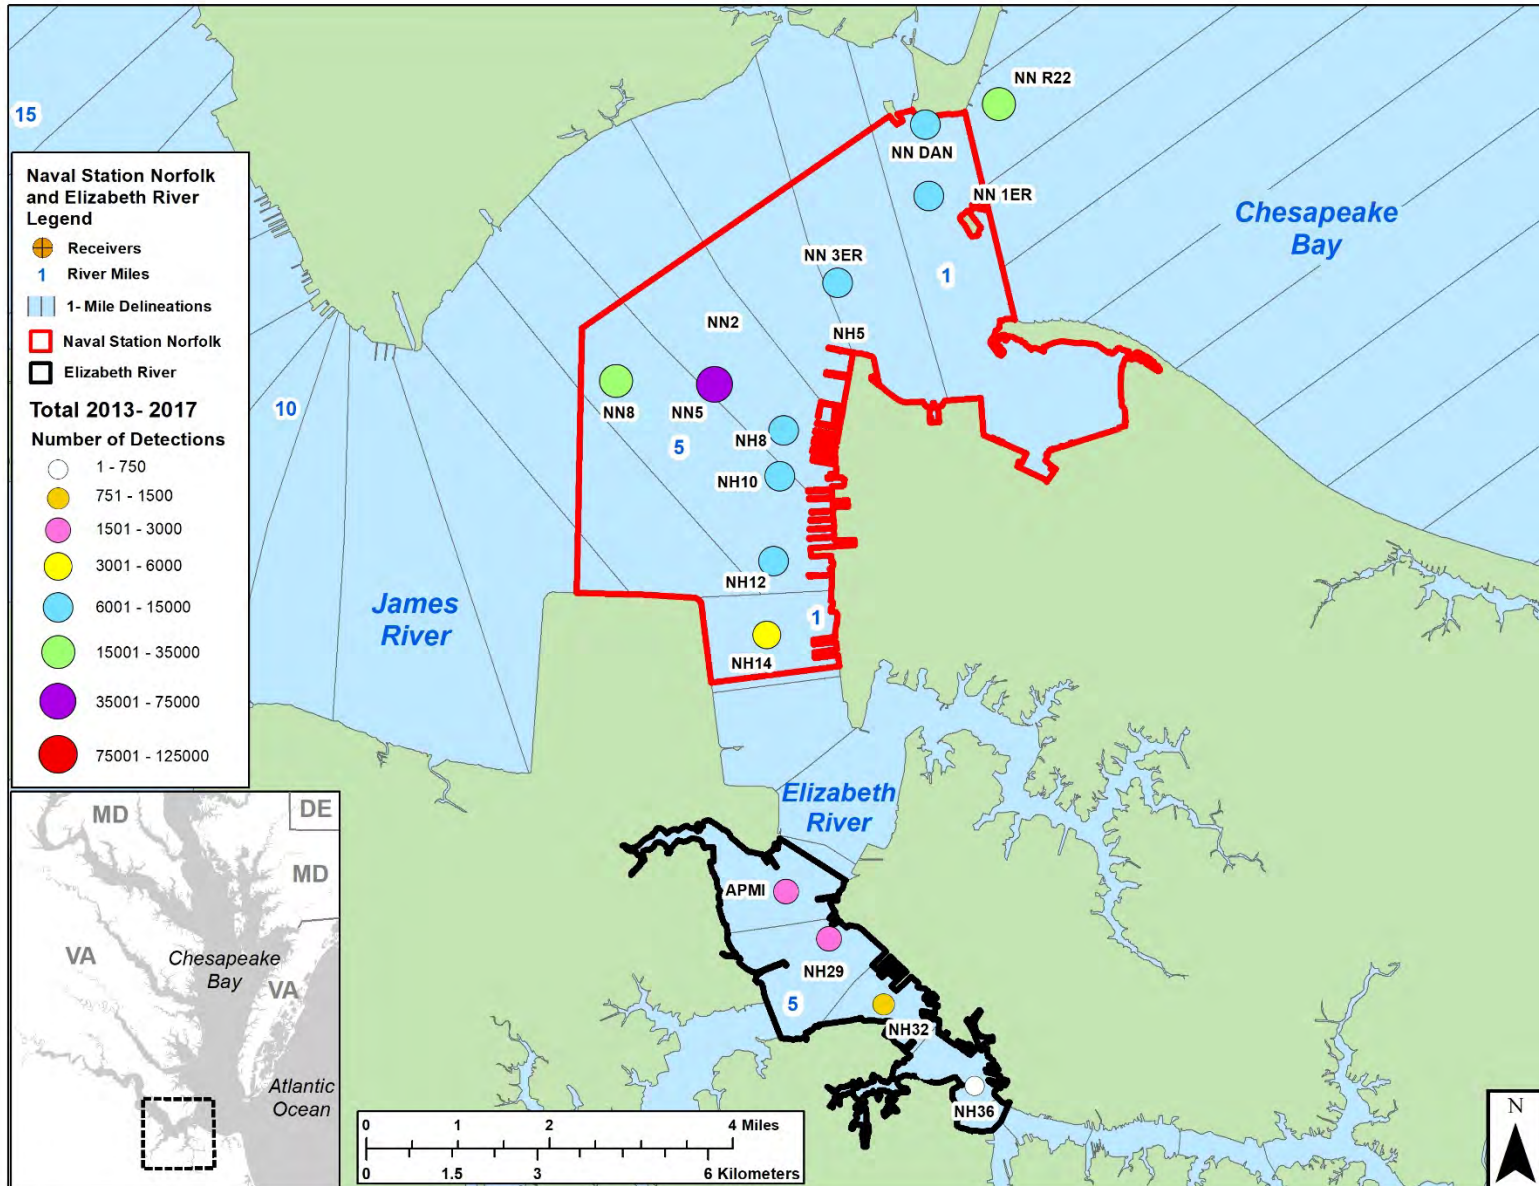 NN R22
15
NN DAN
Naval Station Norfolk
and Elizabeth River
Legend
Receivers
1 River Miles
1- Mile Delineations
Naval Station Norfolk
Elizabeth River
Total 2013- 2017
Number of Detections
1 - 750
751 - 1500
1501 - 3000
3001 - 6000
6001 - 15000
15001 - 35000
35001 - 75000
75001 - 125000
NN 1ER
Chesapeake
Bay
NN 3ER
1
NN2
NH5
NN8
NN5
10
5
NH8
NH10
NH12
James
River
1
NH14
Elizabeth
River
APMI
NH29
5
NH32
NH36
MD
DE
MD
VA
Chesapeake
Bay
VA
Atlantic
Ocean
0 1 2 4 Miles
0 1.5 3 6 Kilometers
N